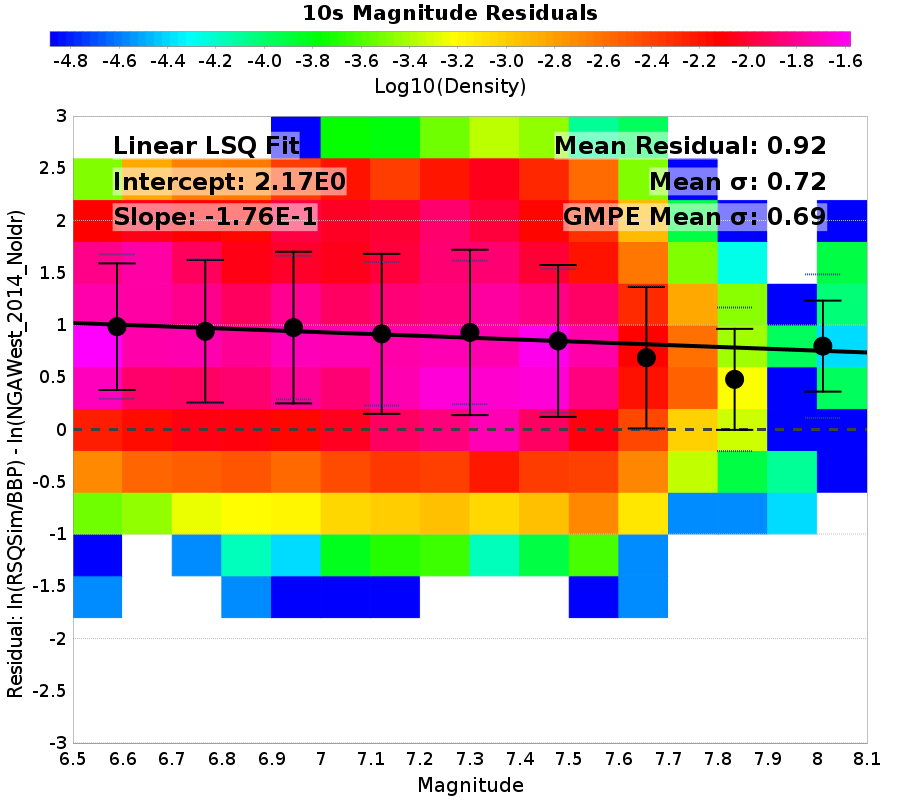 10s Magnitude Residuals
-4.8 -4.6 -4.4 -4.2 -4.0 -3.8 -3.6 -3.4 -3.2 -3.0 -2.8 -2.6 -2.4 -2.2 -2.0 -1.8 -1.6
Log10(Density)
Residual: ln(RSQSim/BBP) - ln(NGAWest_2014_NoIdr)
3
2.5
2
1.5
1
0.5
0
-0.5
-1
-1.5
-2
-2.5
-3
Linear LSQ Fit
Intercept: 2.17E0
Slope: -1.76E-1
Mean Residual: 0.92
Mean σ: 0.72
GMPE Mean σ: 0.69
6.5 6.6 6.7 6.8 6.9 7 7.1 7.2 7.3 7.4 7.5 7.6 7.7 7.8 7.9 8 8.1
Magnitude